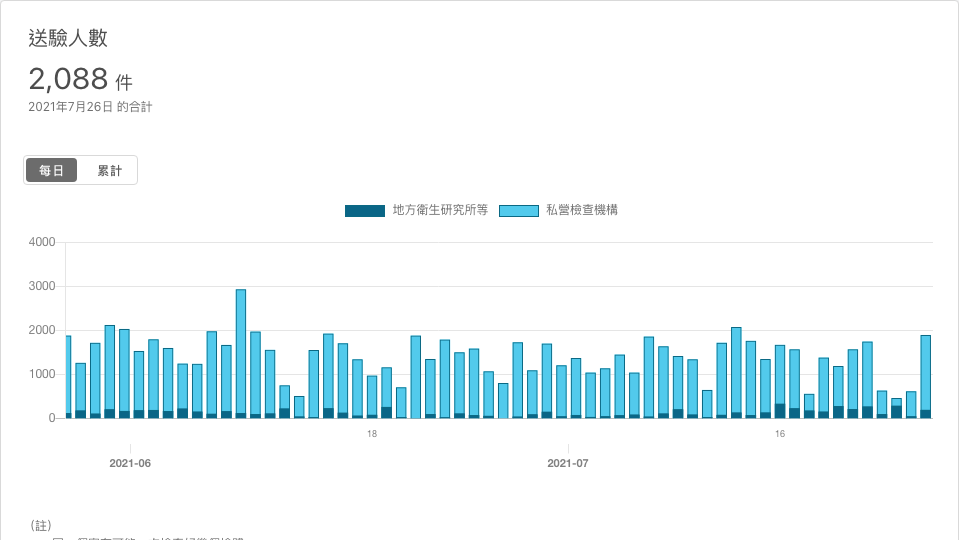 送驗人數
2,088 件
2021年7月26日 的合計
每日 累計
地方衛生研究所等 私營檢查機構
4000
3000
2000
1000
0
18 16
2021-06 2021-07
(註)